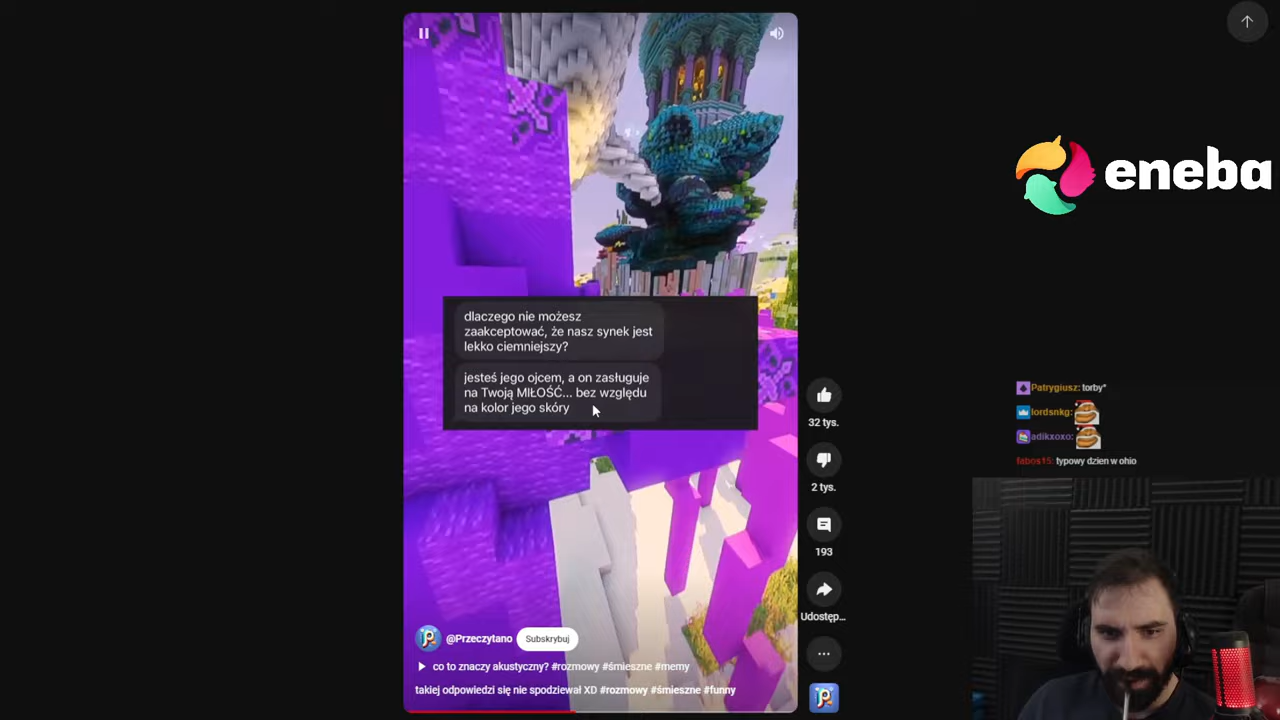 eneba
dlaczego nie możesz
zaakceptować, że nasz synek jest
lekko ciemniejszy?
jesteś jego ojcem, a on zasługuje
na Twoją MIŁOŚĆ... bez względu
na kolor jego skóry
Patrygiusz: torby*
lordsnkg:
adikxoxo:
fabos15: typowy dzien w ohio
32 tys.
2 tys.
193
Udostęp...
@Przeczytano
Subskrybuj
co to znaczy akustyczny? #rozmowy #śmieszne #memy
takiej odpowiedzi się nie spodziewał XD #rozmowy #śmieszne #funny